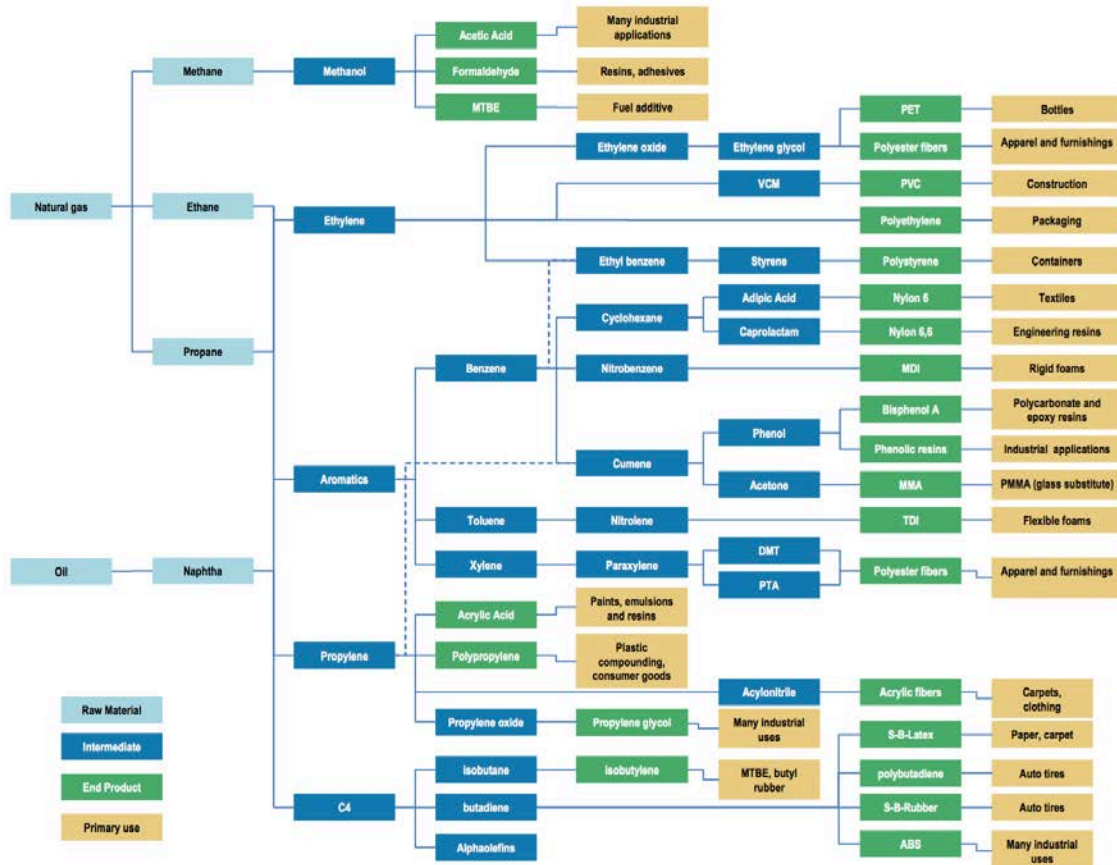 Acetic Acid
Many industrial
applications
Methane
Methanol
Formaldehyde
Resins, adhesives
MTBE
Fuel additive
PET
Bottles
Ethylene oxide
Ethylene glycol
Polyester fibers
Apparel and furnishings
VCM
PVC
Construction
Natural gas
Ethane
Ethylene
Polyethylene
Packaging
Ethyl benzene
Styrene
Polystyrene
Containers
Adipic Acid
Nylon 6
Textiles
Cyclohexane
Caprolactam
Nylon 6,6
Engineering resins
Propane
Benzene
Nitrobenzene
MDI
Rigid foams
Bisphenol A
Polycarbonate and
epoxy resins
Phenol
Phenolic resins
Industrial applications
Cumene
Aromatics
Acetone
MMA
PMMA (glass substitute)
Toluene
Nitrolene
TDI
Flexible foams
DMT
Oil
Naphtha
Xylene
Paraxylene
PTA
Polyester fibers
Apparel and furnishings
Acrylic Acid
Paints, emulsions
and resins
Propylene
Polypropylene
Plastic
compounding,
consumer goods
Acylonitrile
Acrylic fibers
Carpets,
clothing
Propylene oxide
Propylene glycol
Many industrial
uses
S-B-Latex
Paper, carpet
isobutane
isobutylene
MTBE, butyl
rubber
polybutadiene
Auto tires
C4
butadiene
S-B-Rubber
Auto tires
Alphaolefins
ABS
Many industrial
uses
Raw Material
Intermediate
End Product
Primary use